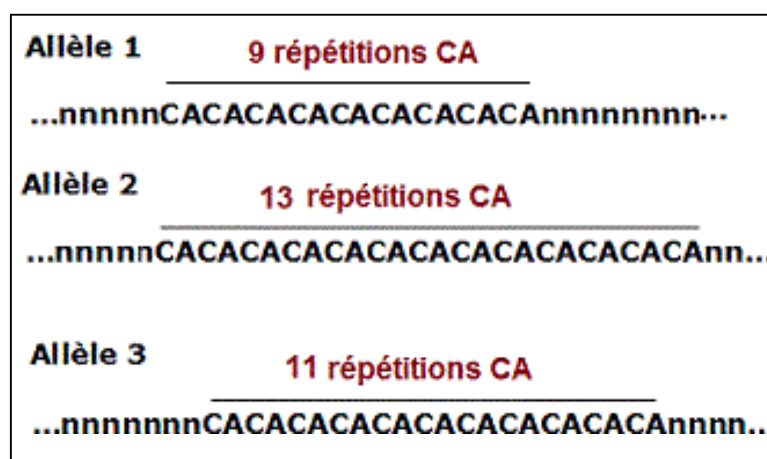 Allèle 1
9 répétitions CA
...nnnnnCACACACACACACACACAnnnnnnnn...
Allèle 2
13 répétitions CA
...nnnnnCACACACACACACACACACACACACAnn...
Allèle 3
11 répétitions CA
...nnnnnnnCACACACACACACACACACACAnnnn...